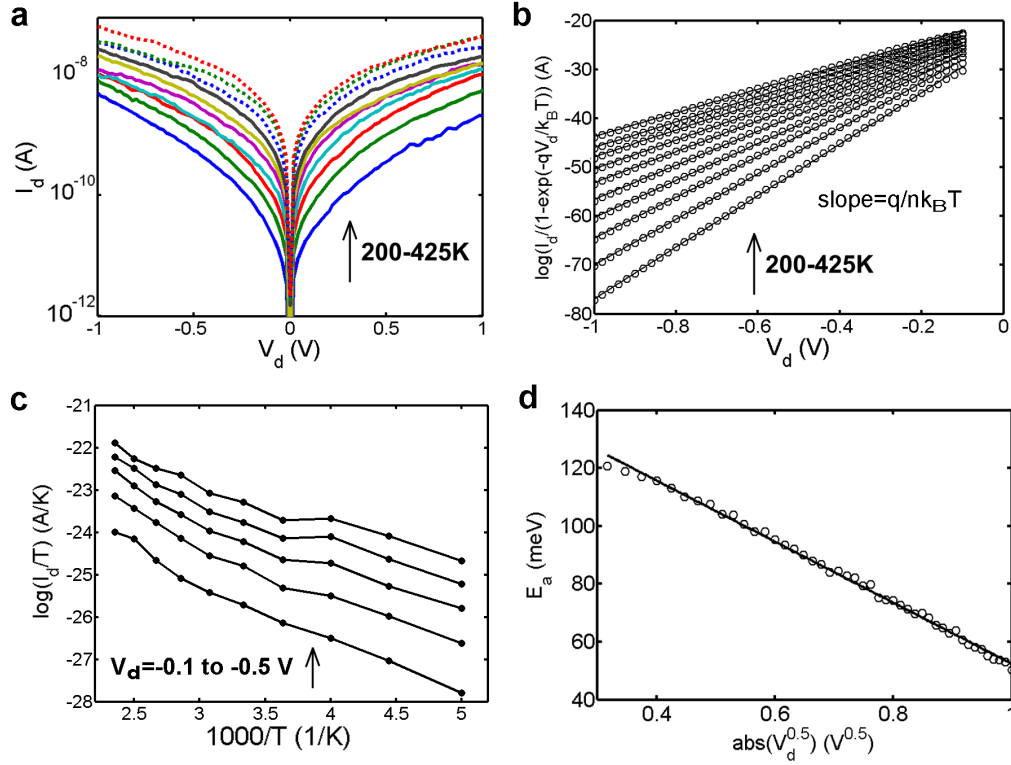 a
I_d (A)
10^-8
10^-10
10^-12
-1
-0.5
0
0.5
1
V_d (V)
200-425K
b
log(I_d/(1-exp(-qV_d/k_BT)) (A)
-20
-30
-40
-50
-60
-70
-80
-1
-0.8
-0.6
-0.4
-0.2
0
V_d (V)
slope=q/nk_BT
200-425K
c
log(I_d/T) (A/K)
-21
-22
-23
-24
-25
-26
-27
-28
2.5
3
3.5
4
4.5
5
1000/T (1/K)
V_d=-0.1 to -0.5 V
d
E_a (meV)
140
120
100
80
60
40
0.4
0.6
0.8
1
abs(V_d^0.5) (V^0.5)